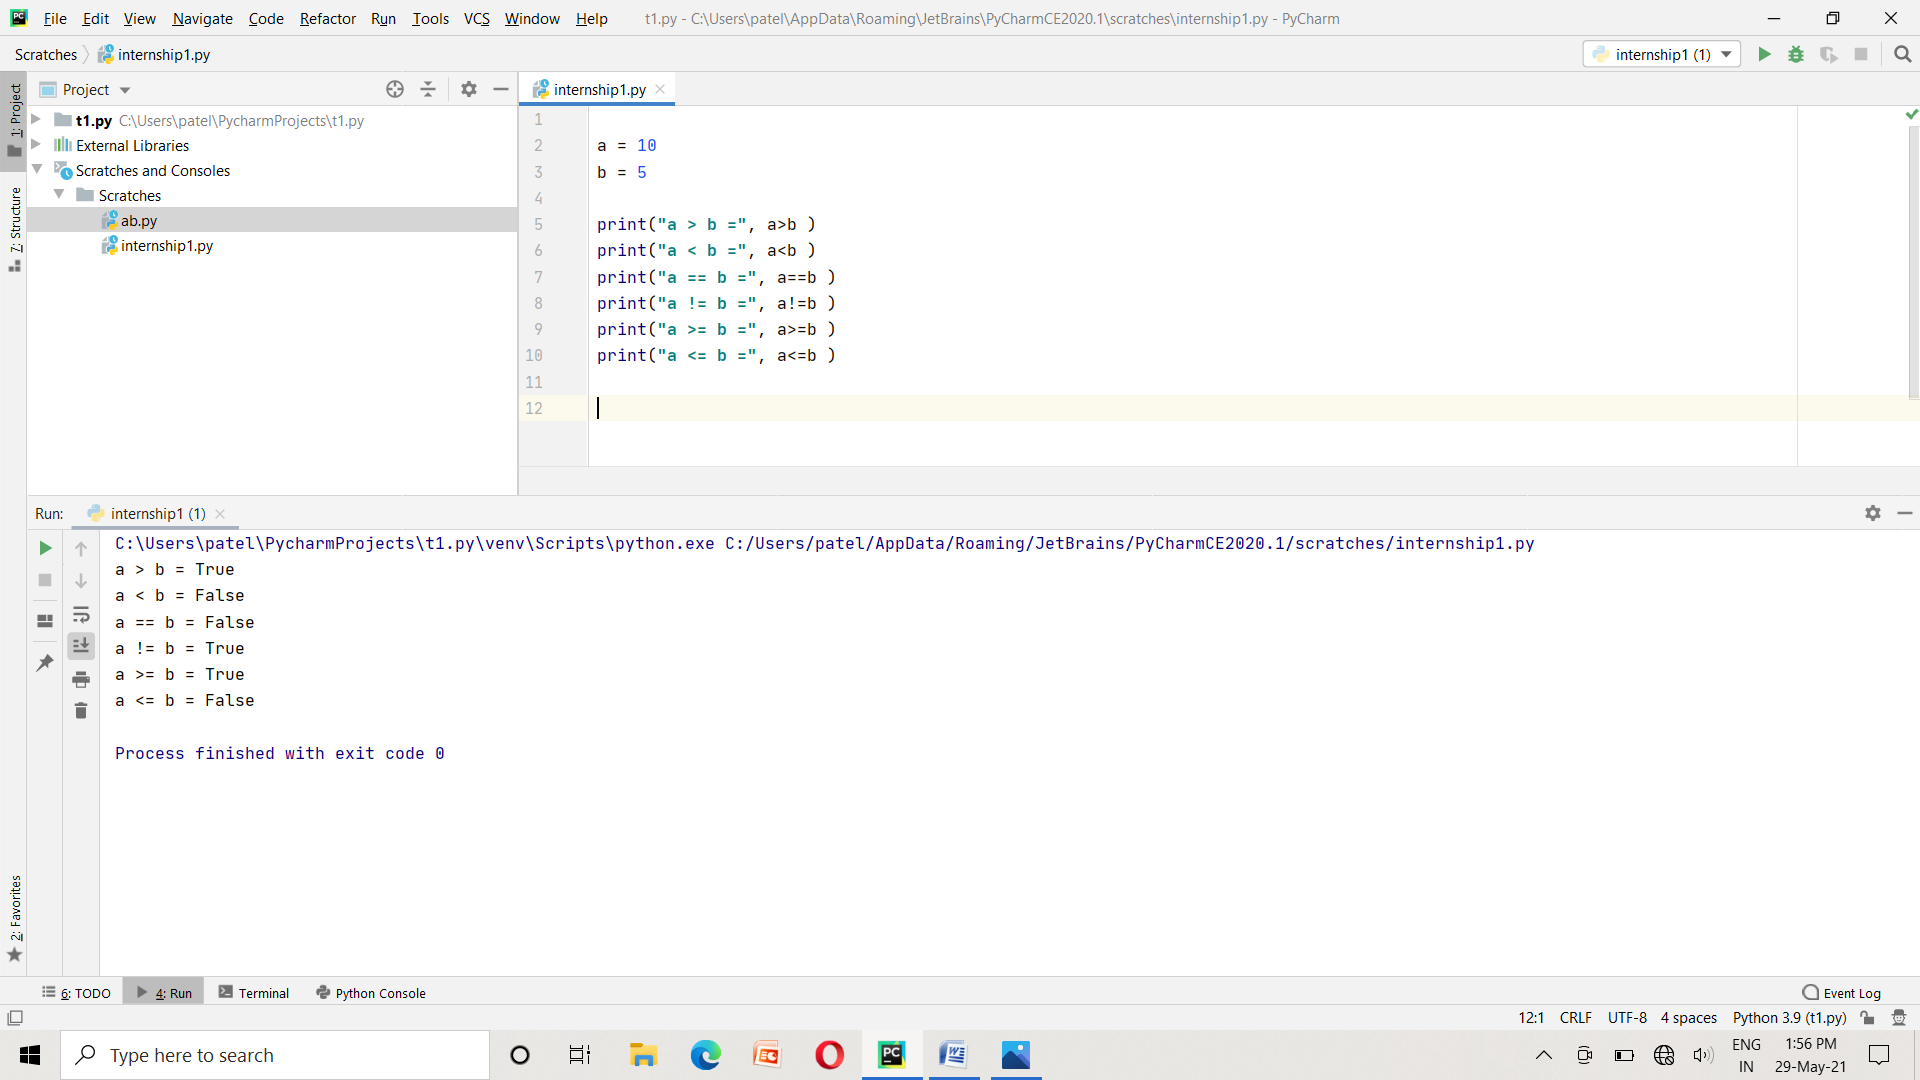 File Edit View Navigate Code Refactor Run Tools VCS Window Help t1.py - C:\Users\patel\AppData\Roaming\JetBrains\PyCharmCE2020.1\scratches\internship1.py - PyCharm
Scratches internship1.py internship1 (1)
1: Project
7: Structure
2: Favorites
Project
t1.py C:\Users\patel\PycharmProjects\t1.py
External Libraries
Scratches and Consoles
Scratches
ab.py
internship1.py
internship1.py
1
2 a = 10
3 b = 5
4
5 print("a > b =", a>b )
6 print("a < b =", a<b )
7 print("a == b =", a==b )
8 print("a != b =", a!=b )
9 print("a >= b =", a>=b )
10 print("a <= b =", a<=b )
11
12
Run: internship1 (1)
C:\Users\patel\PycharmProjects\t1.py\venv\Scripts\python.exe C:/Users/patel/AppData/Roaming/JetBrains/PyCharmCE2020.1/scratches/internship1.py
a > b = True
a < b = False
a == b = False
a != b = True
a >= b = True
a <= b = False
Process finished with exit code 0
6: TODO 4: Run Terminal Python Console Event Log
12:1 CRLF UTF-8 4 spaces Python 3.9 (t1.py)
Type here to search
ENG
IN
1:56 PM
29-May-21